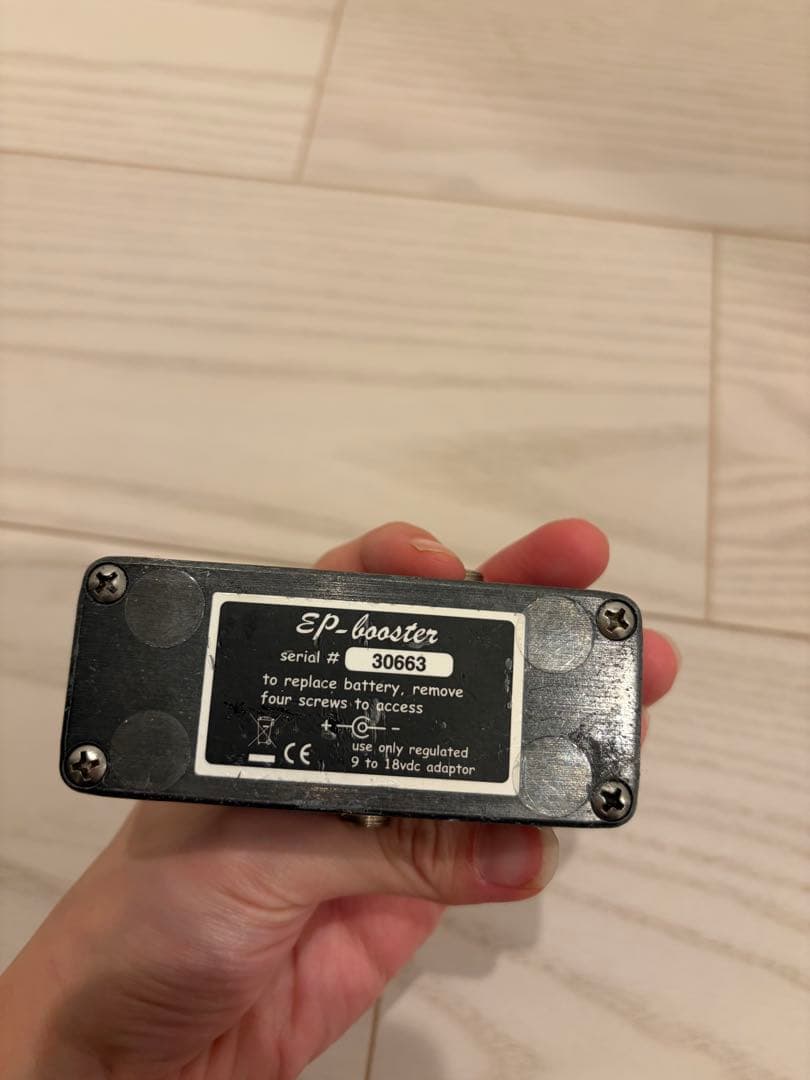 EP-booster
serial # 30663
to replace battery, remove
four screws to access
+ -
CE
use only regulated
9 to 18vdc adaptor